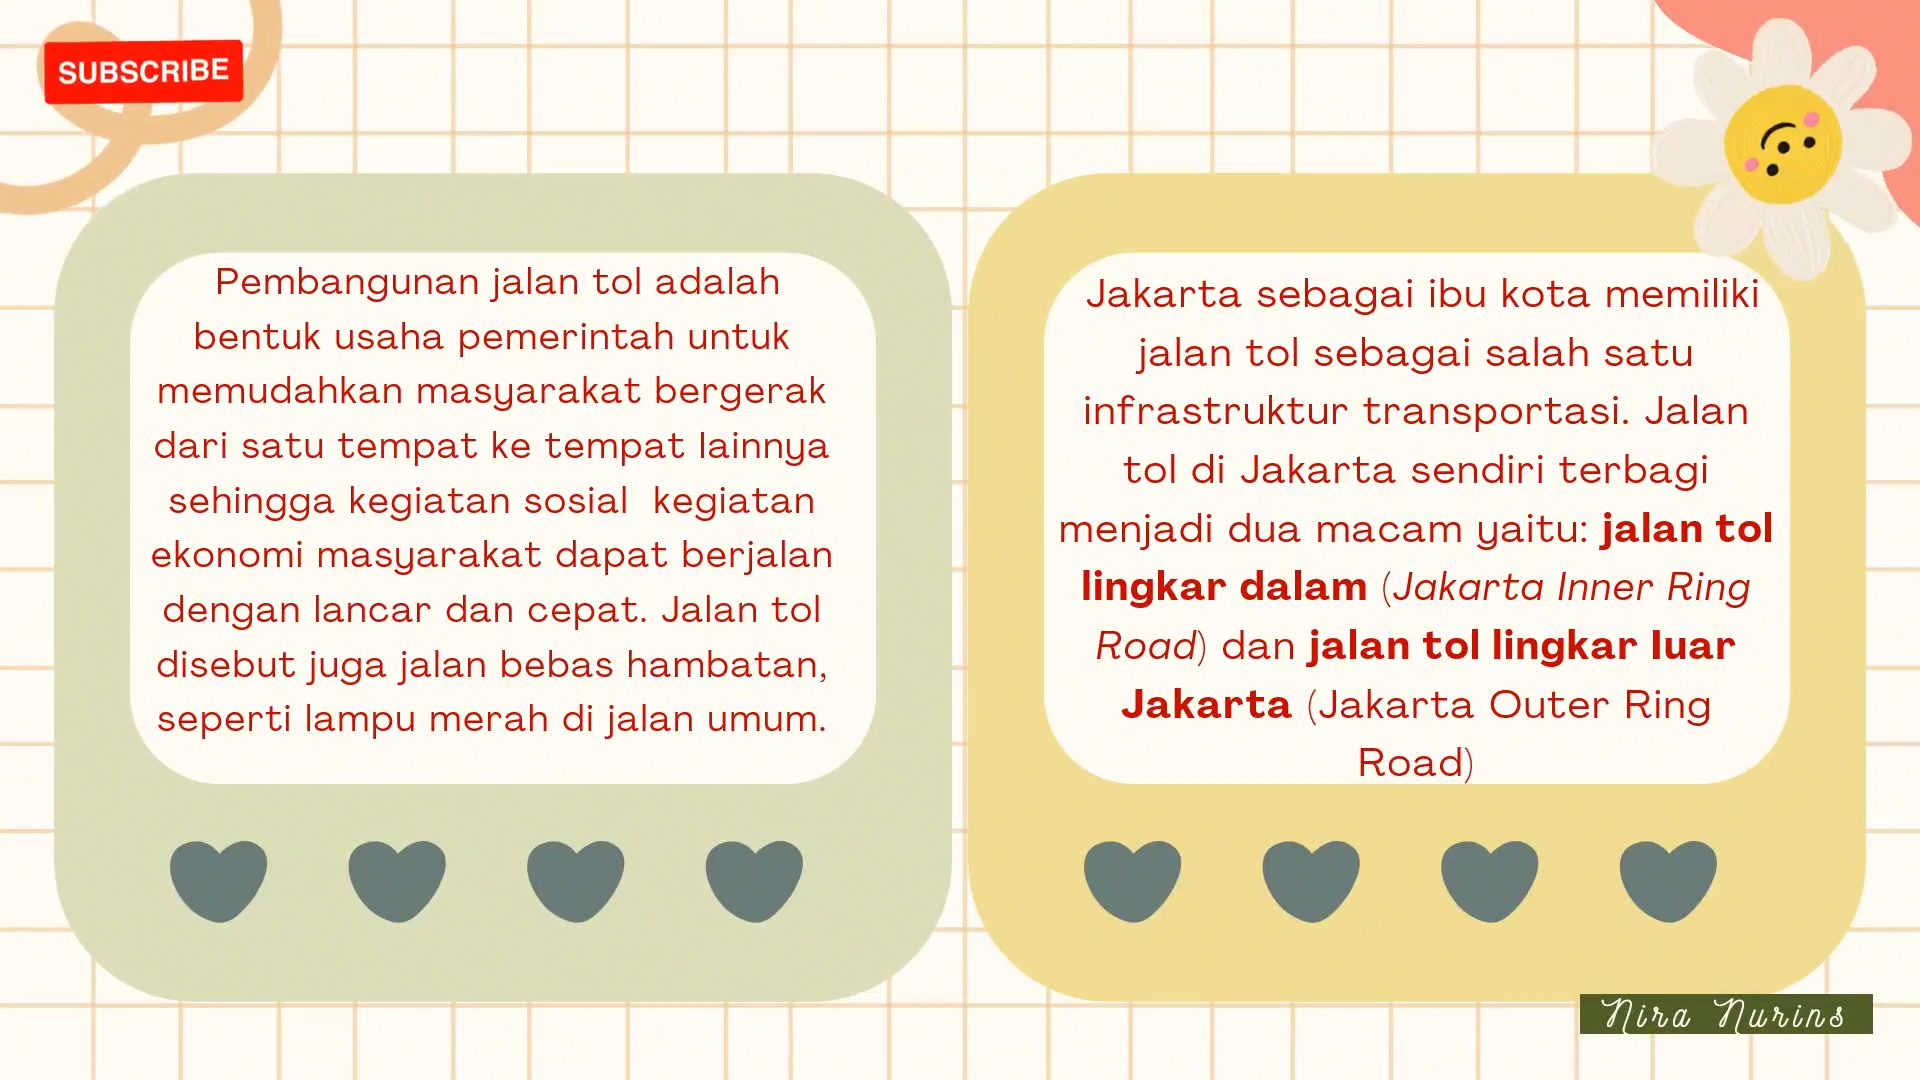 SUBSCRIBE
Pembangunan jalan tol adalah
bentuk usaha pemerintah untuk
memudahkan masyarakat bergerak
dari satu tempat ke tempat lainnya
sehingga kegiatan sosial  kegiatan
ekonomi masyarakat dapat berjalan
dengan lancar dan cepat. Jalan tol
disebut juga jalan bebas hambatan,
seperti lampu merah di jalan umum.
Jakarta sebagai ibu kota memiliki
jalan tol sebagai salah satu
infrastruktur transportasi. Jalan
tol di Jakarta sendiri terbagi
menjadi dua macam yaitu: jalan tol
lingkar dalam (Jakarta Inner Ring
Road) dan jalan tol lingkar luar
Jakarta (Jakarta Outer Ring
Road)
Nira Nurins